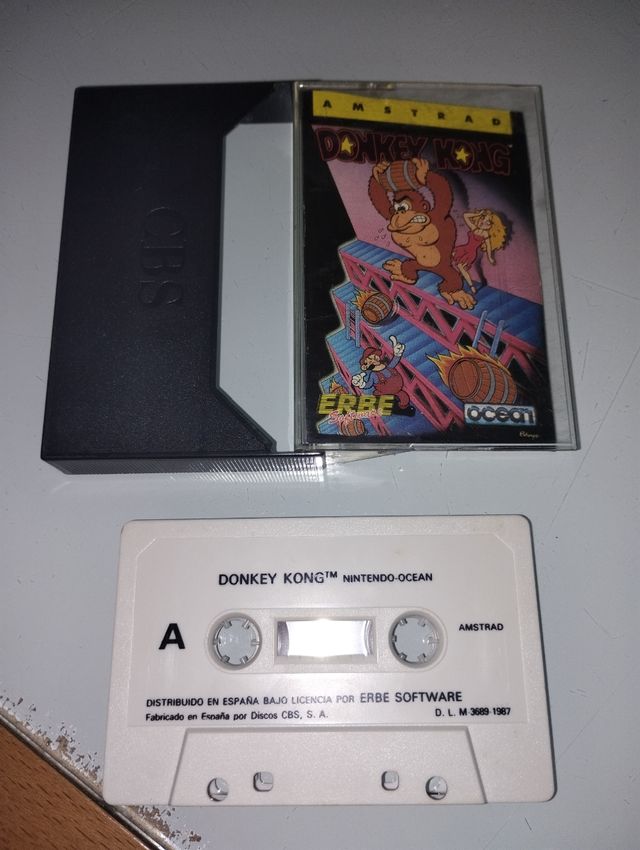 CBS
AMSTRAD
DONKEY KONG
ERBE
Software
ocean
DONKEY KONG™ NINTENDO-OCEAN
A
AMSTRAD
DISTRIBUIDO EN ESPAÑA BAJO LICENCIA POR ERBE SOFTWARE
Fabricado en España por Discos CBS, S. A.
D. L. M-3689-1987